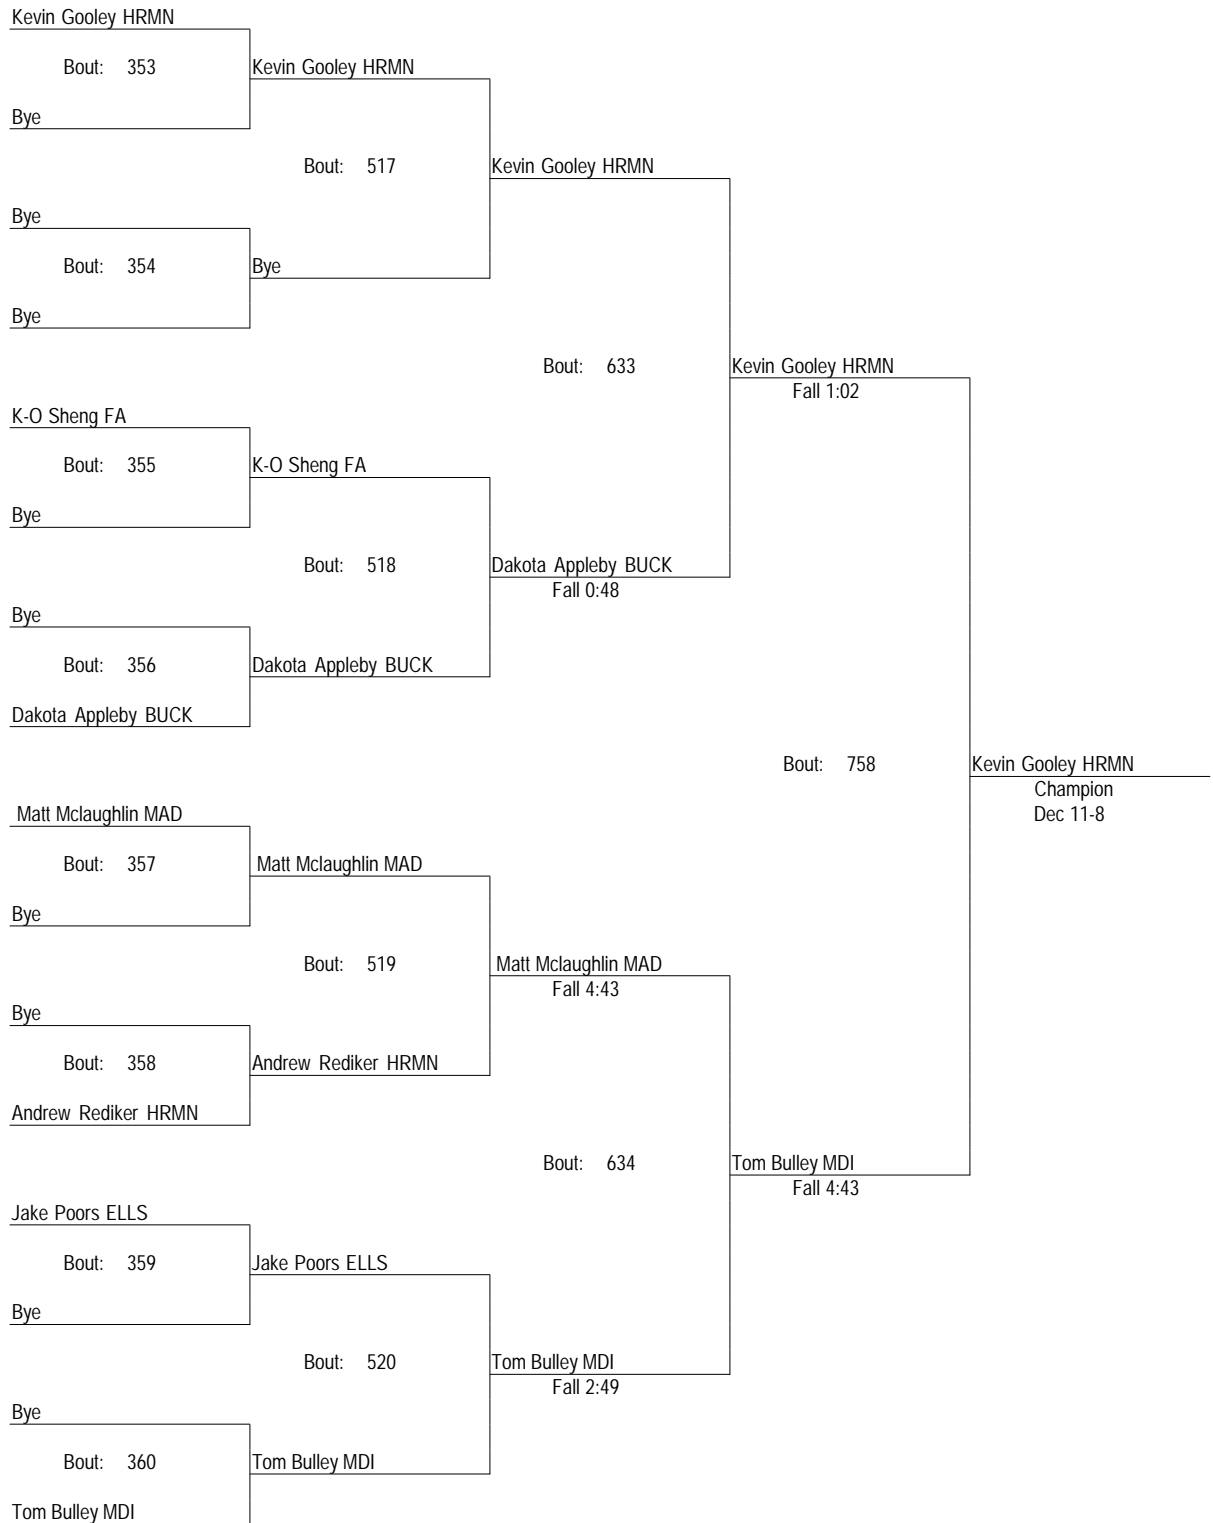 Kevin Gooley HRMN
Bout: 353 Kevin Gooley HRMN
Bye
Bout: 517 Kevin Gooley HRMN
Bye
Bout: 354 Bye
Bye
Bout: 633 Kevin Gooley HRMN
Fall 1:02
K-O Sheng FA
Bout: 355 K-O Sheng FA
Bye
Bout: 518 Dakota Appleby BUCK
Fall 0:48
Bye
Bout: 356 Dakota Appleby BUCK
Dakota Appleby BUCK
Bout: 758 Kevin Gooley HRMN
Champion
Matt Mclaughlin MAD
Dec 11-8
Bout: 357 Matt Mclaughlin MAD
Bye
Bout: 519 Matt Mclaughlin MAD
Fall 4:43
Bye
Bout: 358 Andrew Rediker HRMN
Andrew Rediker HRMN
Bout: 634 Tom Bulley MDI
Fall 4:43
Jake Poors ELLS
Bout: 359 Jake Poors ELLS
Bye
Bout: 520 Tom Bulley MDI
Fall 2:49
Bye
Bout: 360 Tom Bulley MDI
Tom Bulley MDI